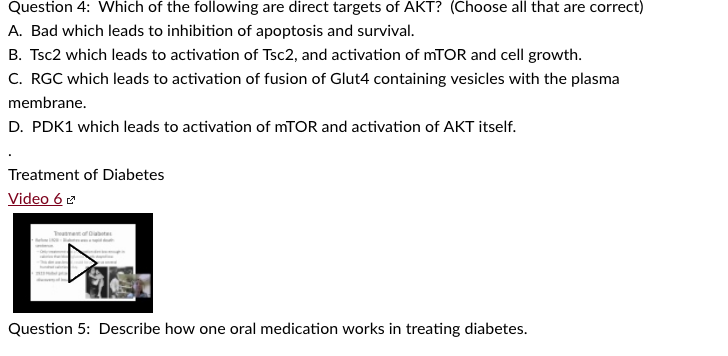 Question 4:  Which of the following are direct targets of AKT?  (Choose all that are correct)
A.  Bad which leads to inhibition of apoptosis and survival.
B.  Tsc2 which leads to activation of Tsc2, and activation of mTOR and cell growth.
C.  RGC which leads to activation of fusion of Glut4 containing vesicles with the plasma
membrane.
D.  PDK1 which leads to activation of mTOR and activation of AKT itself.
.
Treatment of Diabetes
Video 6
Treatment of Diabetes
Question 5:  Describe how one oral medication works in treating diabetes.